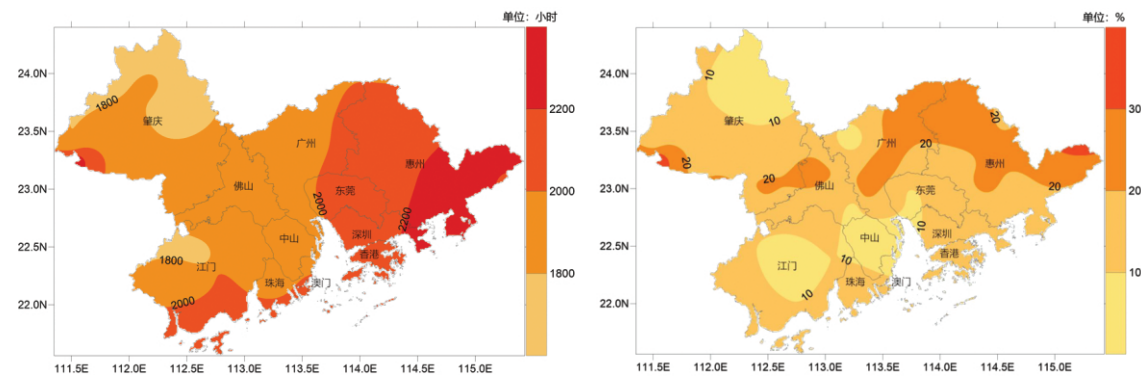 单位：小时
24.0N
23.5N
23.0N
22.5N
22.0N
111.5E 112.0E 112.5E 113.0E 113.5E 114.0E 114.5E 115.0E
2200
2000
1800
1800
肇庆
广州
惠州
佛山
东莞
2000
2200
中山
深圳
香港
1800
江门
珠海
澳门
2000
单位：%
24.0N
23.5N
23.0N
22.5N
22.0N
111.5E 112.0E 112.5E 113.0E 113.5E 114.0E 114.5E 115.0E
30
20
10
10
肇庆
10
广州
20
20
惠州
20
20
佛山
东莞
20
中山
10
深圳
江门
10
香港
珠海
澳门
10